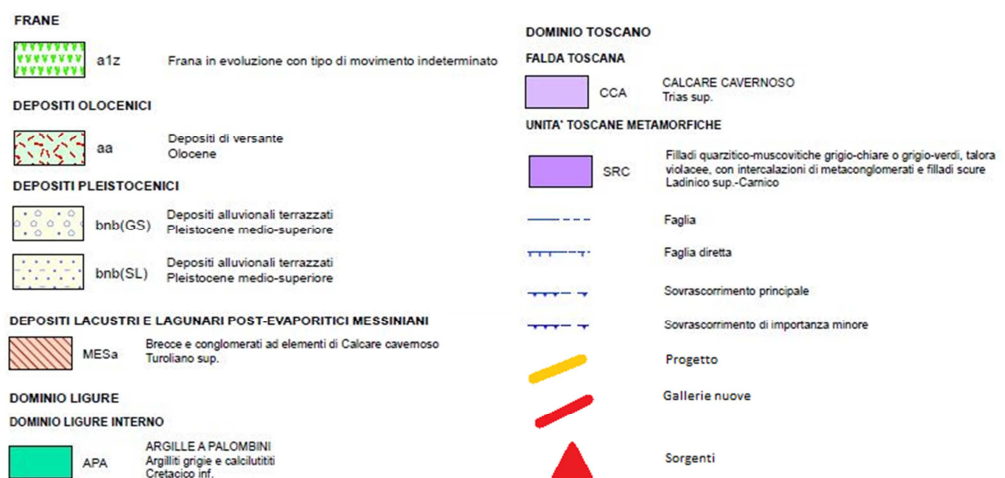 FRANE
a1z Frana in evoluzione con tipo di movimento indeterminato
DEPOSITI OLOCENICI
aa Depositi di versante
Olocene
DEPOSITI PLEISTOCENICI
bnb(GS) Depositi alluvionali terrazzati
Pleistocene medio-superiore
bnb(SL) Depositi alluvionali terrazzati
Pleistocene medio-superiore
DEPOSITI LACUSTRI E LAGUNARI POST-EVAPORITICI MESSINIANI
MESa Brecce e conglomerati ad elementi di Calcare cavernoso
Turoliano sup.
DOMINIO LIGURE
DOMINIO LIGURE INTERNO
APA ARGILLE A PALOMBINI
Argilliti grigie e calcilutititi
Cretacico inf.
DOMINIO TOSCANO
FALDA TOSCANA
CCA CALCARE CAVERNOSO
Trias sup.
UNITA' TOSCANE METAMORFICHE
SRC Filladi quarzitico-muscovitiche grigio-chiare o grigio-verdi, talora
violacee, con intercalazioni di metaconglomerati e filladi scure
Ladinico sup.-Carnico
Faglia
Faglia diretta
Sovrascorrimento principale
Sovrascorrimento di importanza minore
Progetto
Gallerie nuove
Sorgenti